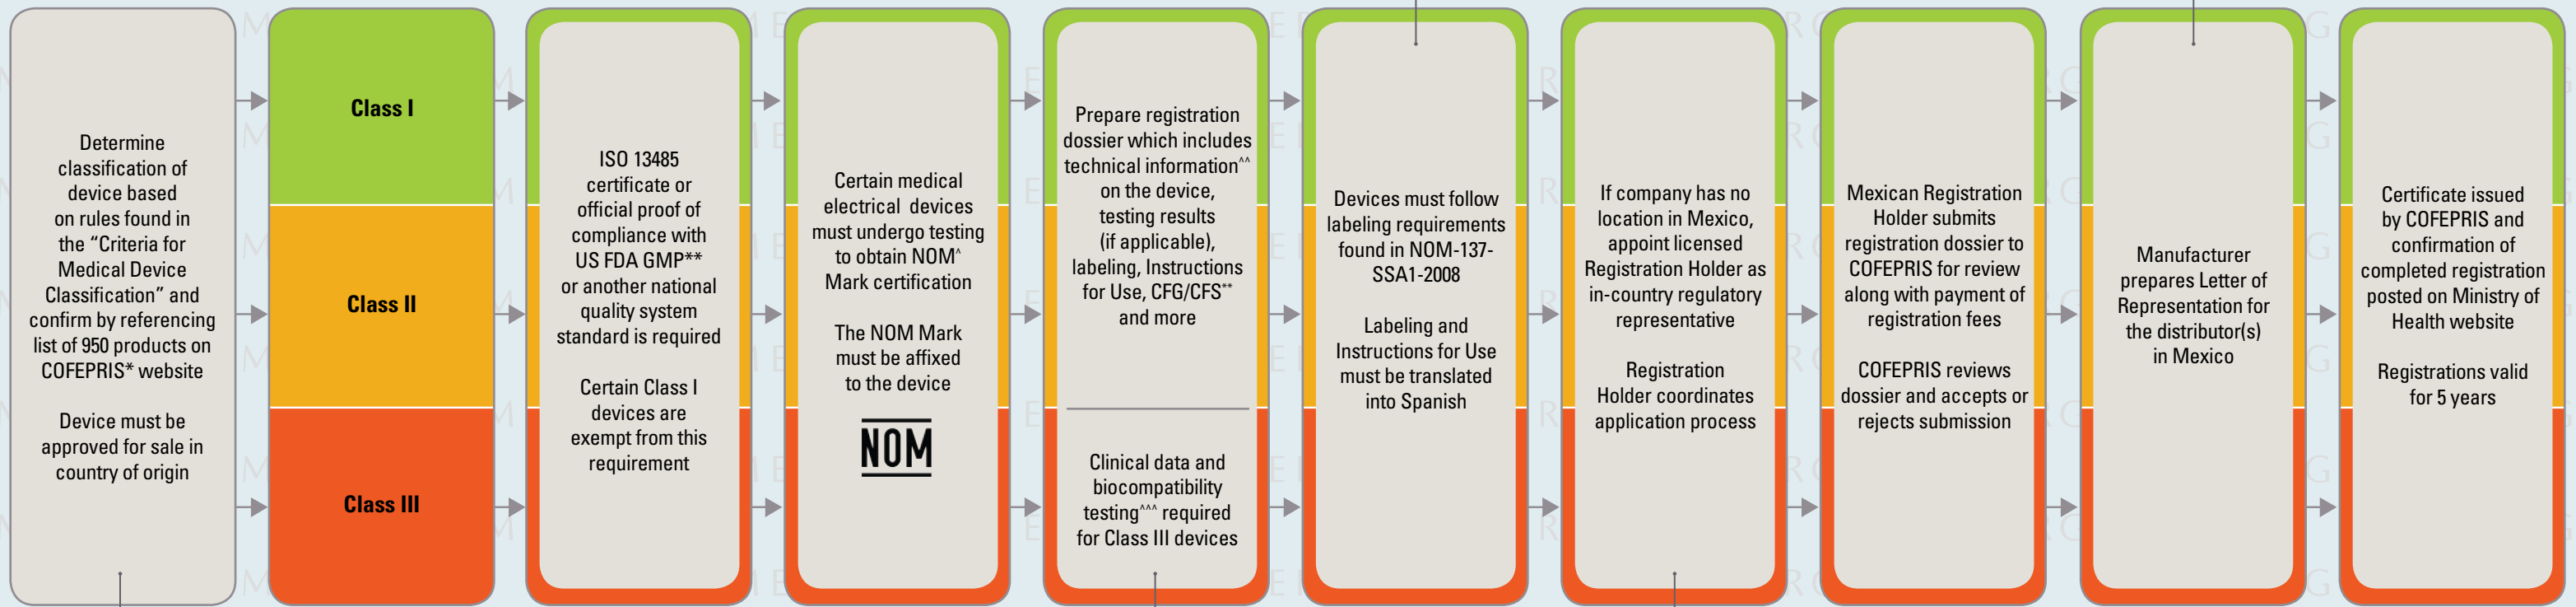 Determine
classification of
device based
on rules found in
the “Criteria for
Medical Device
Classification” and
confirm by referencing
list of 950 products on
COFEPRIS* website
Device must be
approved for sale in
country of origin
Class I
Class II
Class III
ISO 13485
certificate or
official proof of
compliance with
US FDA GMP**
or another national
quality system
standard is required
Certain Class I
devices are
exempt from this
requirement
Certain medical
electrical devices
must undergo testing
to obtain NOM^
Mark certification
The NOM Mark
must be affixed
to the device
NOM
Prepare registration
dossier which includes
technical information^^
on the device,
testing results
(if applicable),
labeling, Instructions
for Use, CFG/CFS**
and more
Clinical data and
biocompatibility
testing^^^ required
for Class III devices
Devices must follow
labeling requirements
found in NOM-137-
SSA1-2008
Labeling and
Instructions for Use
must be translated
into Spanish
If company has no
location in Mexico,
appoint licensed
Registration Holder as
in-country regulatory
representative
Registration
Holder coordinates
application process
Mexican Registration
Holder submits
registration dossier to
COFEPRIS for review
along with payment of
registration fees
COFEPRIS reviews
dossier and accepts or
rejects submission
Manufacturer
prepares Letter of
Representation for
the distributor(s)
in Mexico
Certificate issued
by COFEPRIS and
confirmation of
completed registration
posted on Ministry of
Health website
Registrations valid
for 5 years